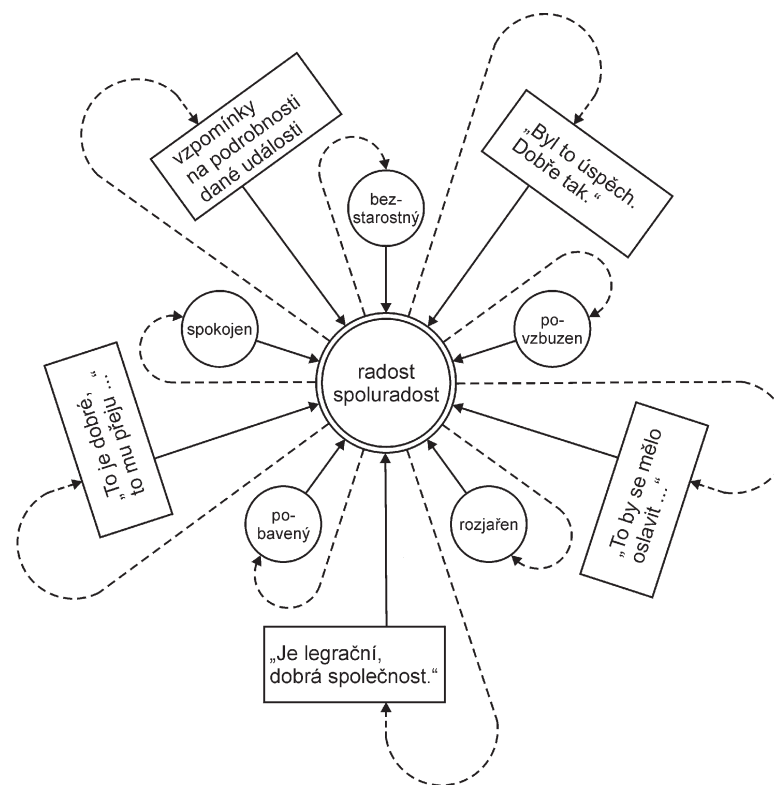 vzpomínky
na podrobnosti
dané události
„Byl to úspěch.
Dobře tak.“
bez-
starostný
spokojen
po-
vzbuzen
radost
spoluradost
„To je dobré,
to mu přeju ...“
„To by se mělo
oslavit ...“
po-
bavený
rozjařen
„Je legrační,
dobrá společnost.“